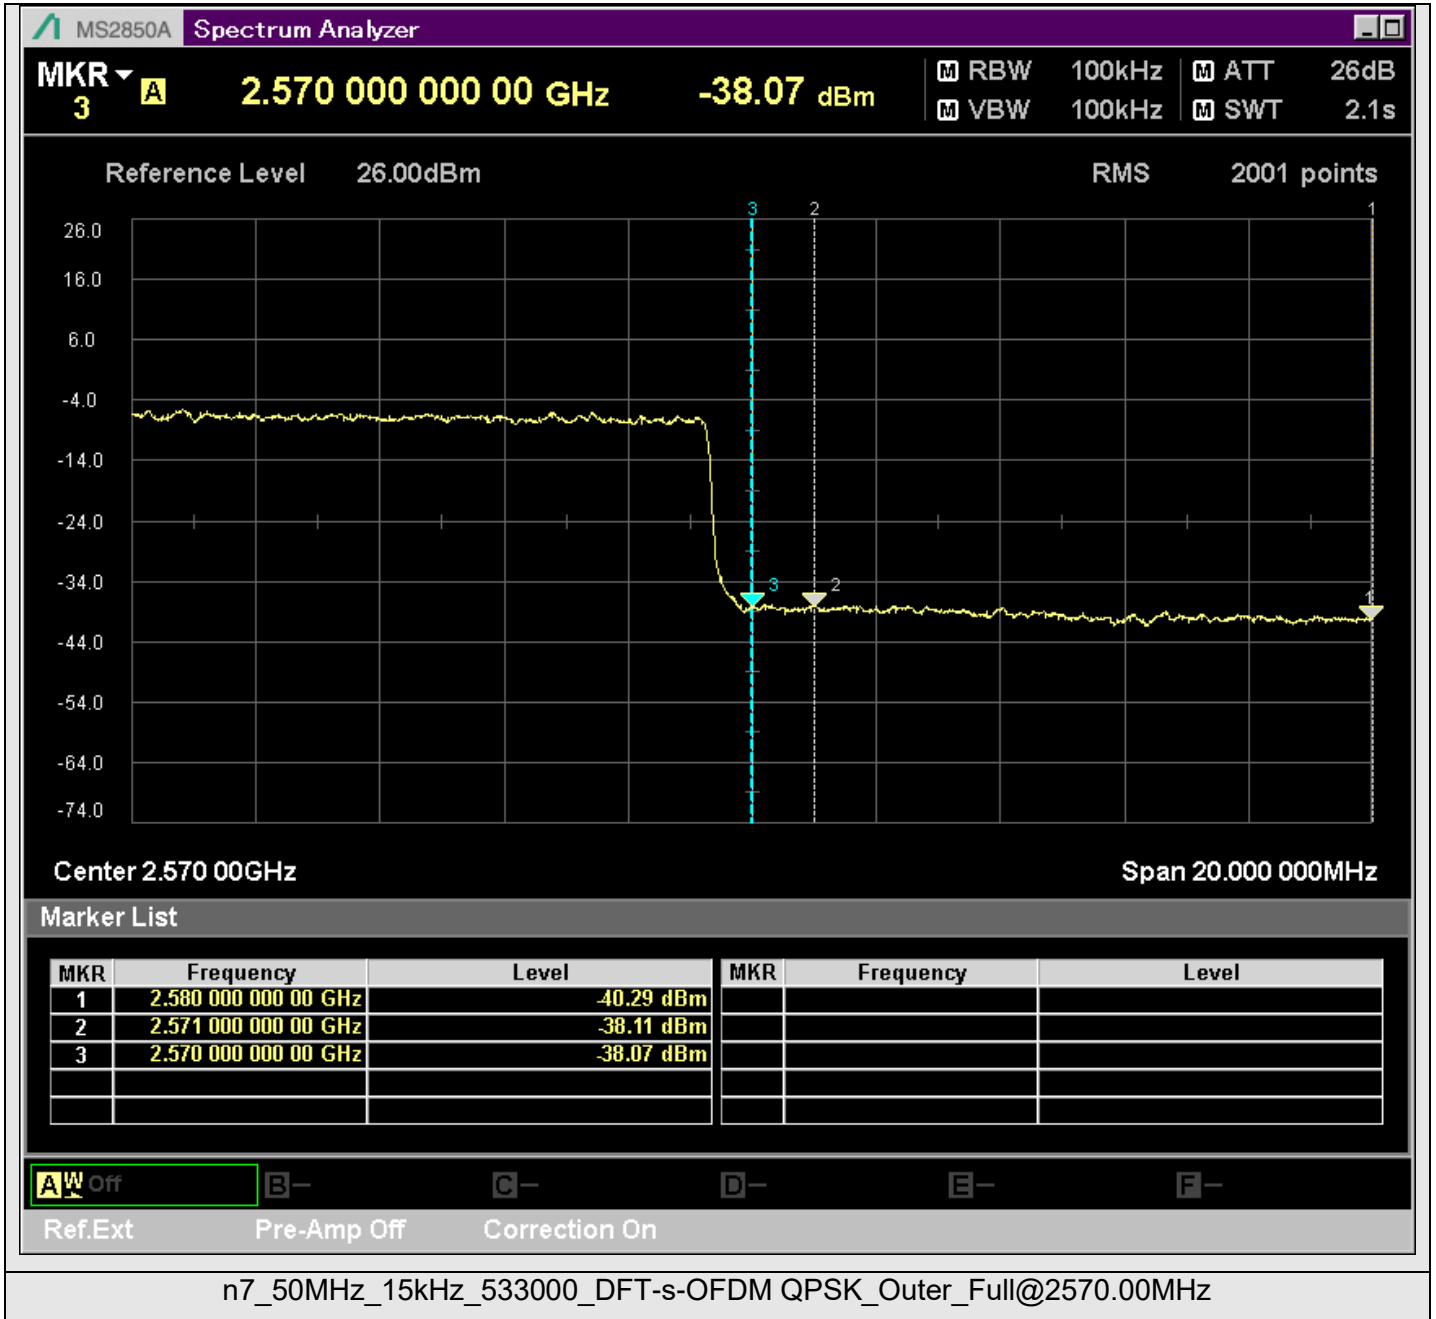 MS2850A Spectrum Analyzer
MKR A 2.570 000 000 00 GHz -38.07 dBm M RBW 100kHz M ATT 26dB
3 M VBW 100kHz M SWT 2.1s
Reference Level 26.00dBm RMS 2001 points
3 2 1
26.0
16.0
6.0
-4.0
-14.0
-24.0
-34.0
3 2 1
-44.0
-54.0
-64.0
-74.0
Center 2.570 00GHz Span 20.000 000MHz
Marker List
MKR Frequency Level MKR Frequency Level
1 2.580 000 000 00 GHz -40.29 dBm
2 2.571 000 000 00 GHz -38.11 dBm
3 2.570 000 000 00 GHz -38.07 dBm
A W Off B C D E F
Ref.Ext Pre-Amp Off Correction On
n7_50MHz_15kHz_533000_DFT-s-OFDM QPSK_Outer_Full@2570.00MHz